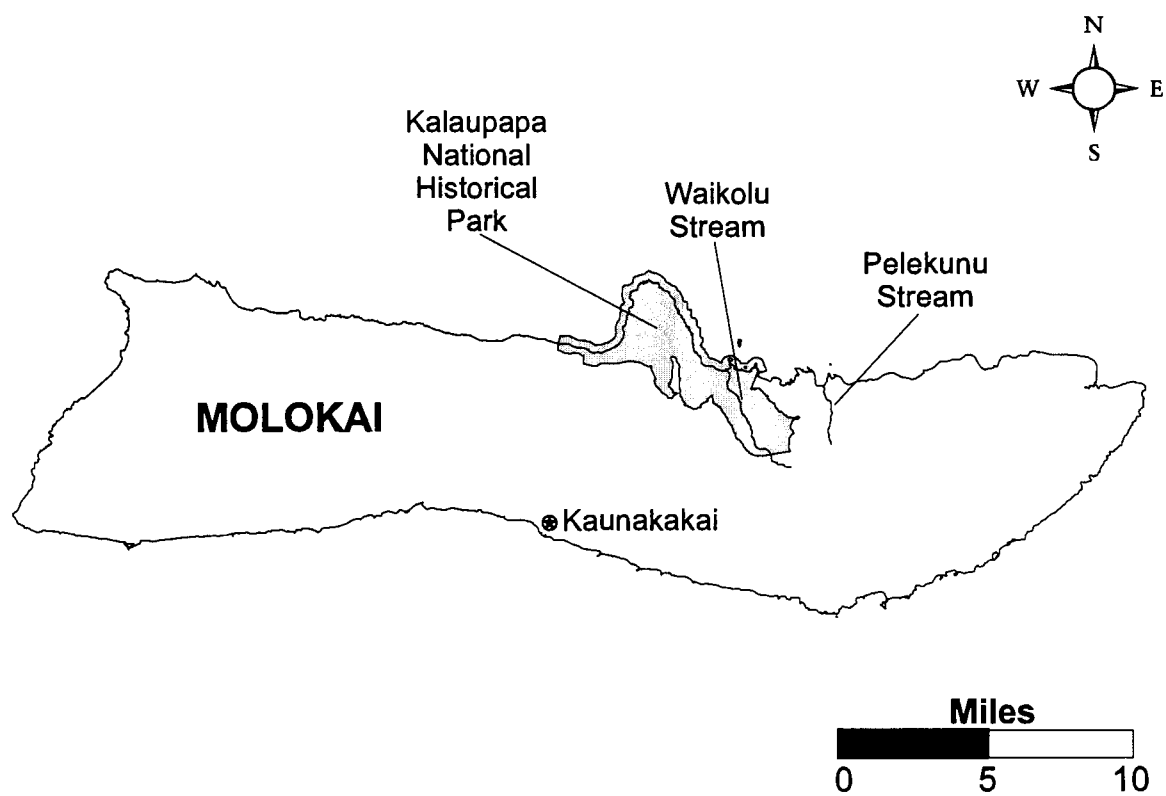 N
W E
S
Kalaupapa
National
Historical
Park
Waikolu
Stream
Pelekunu
Stream
MOLOKAI
Kaunakakai
Miles
0 5 10